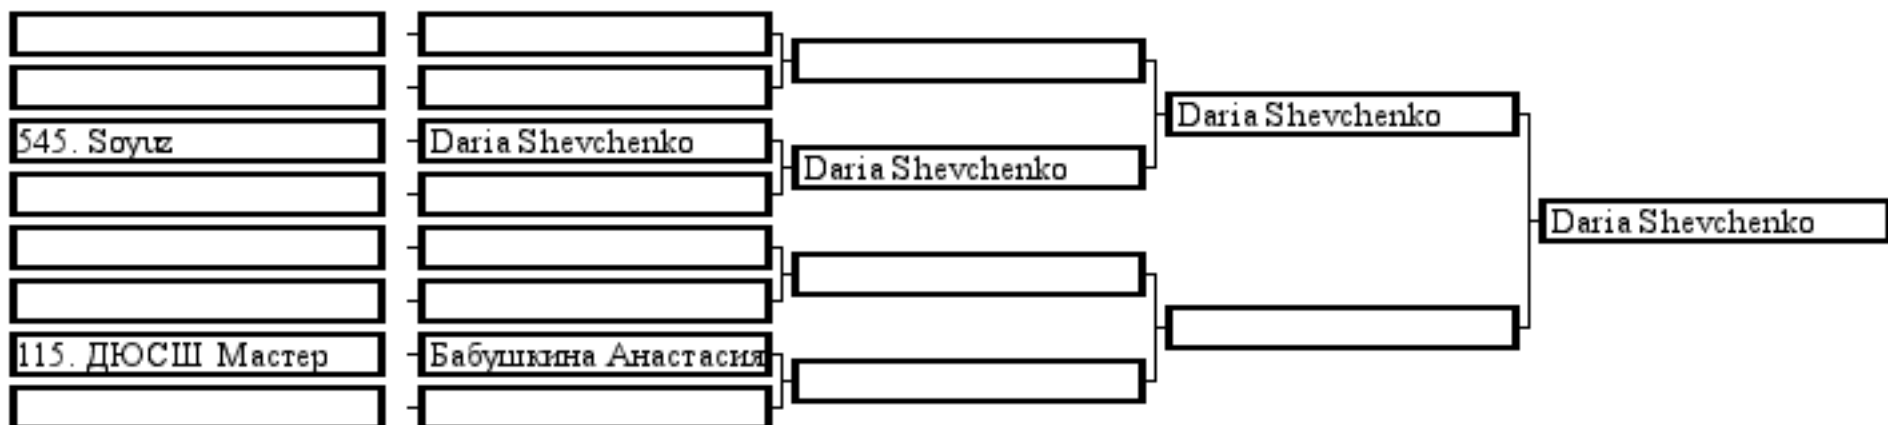 545. Soyuz
Daria Shevchenko
Daria Shevchenko
Daria Shevchenko
Daria Shevchenko
115. ДЮСШ Мастер
Бабушкина Анастасия